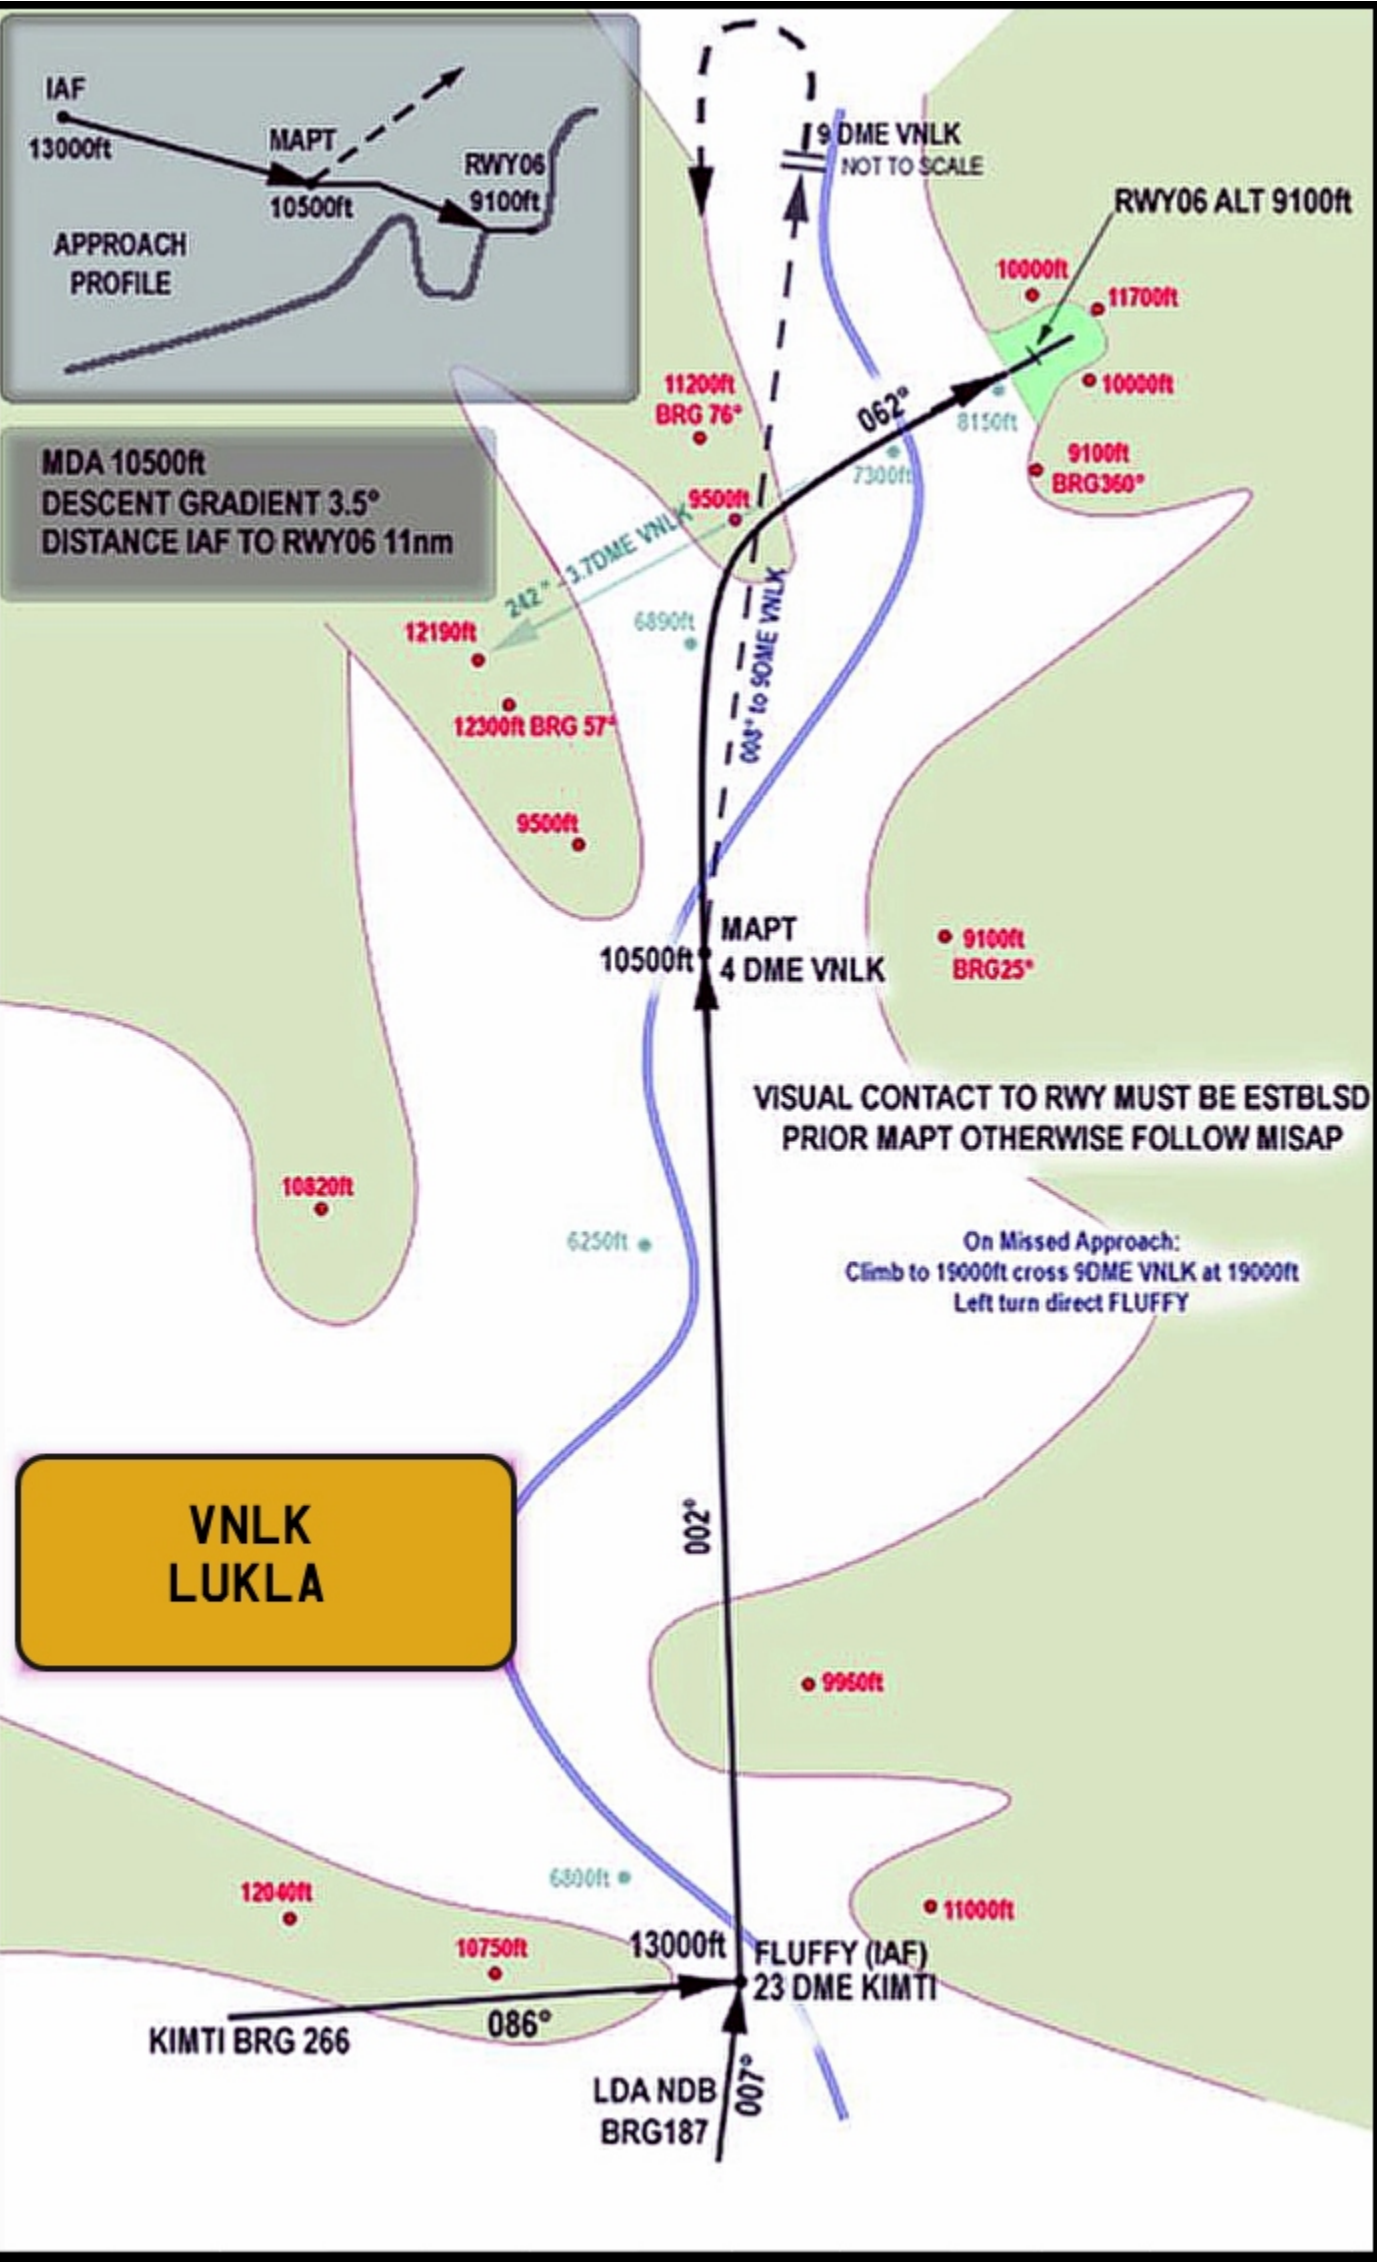 IAF
13000ft
MAPT
10500ft
RWY06
9100ft
APPROACH
PROFILE
9 DME VNLK
NOT TO SCALE
RWY06 ALT 9100ft
10000ft
11700ft
10000ft
11200ft
BRG 76°
062°
8150ft
MDA 10500ft
DESCENT GRADIENT 3.5°
DISTANCE IAF TO RWY06 11nm
9100ft
BRG360°
7300ft
9500ft
242° - 3.7DME VNLK
6890ft
12190ft
12300ft BRG 57°
003° to 9DME VNLK
9500ft
MAPT
10500ft
4 DME VNLK
9100ft
BRG25°
VISUAL CONTACT TO RWY MUST BE ESTBLSD
PRIOR MAPT OTHERWISE FOLLOW MISAP
10820ft
6250ft
On Missed Approach:
Climb to 19000ft cross 9DME VNLK at 19000ft
Left turn direct FLUFFY
VNLK
LUKLA
002°
9960ft
6800ft
12040ft
11000ft
10750ft
13000ft
FLUFFY (IAF)
23 DME KIMTI
086°
KIMTI BRG 266
LDA NDB
BRG187
007°